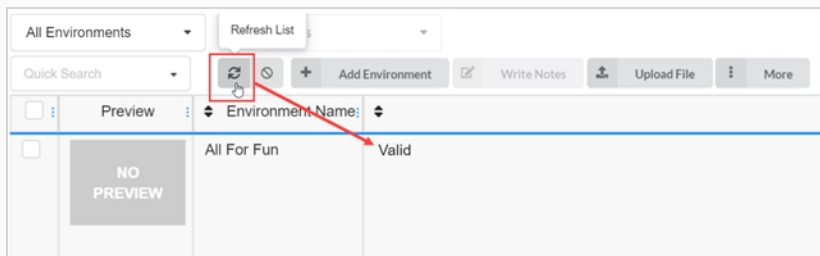 All Environments
Refresh List
s
Quick Search
Add Environment
Write Notes
Upload File
More
Preview
Environment Name
All For Fun
Valid
NO
PREVIEW